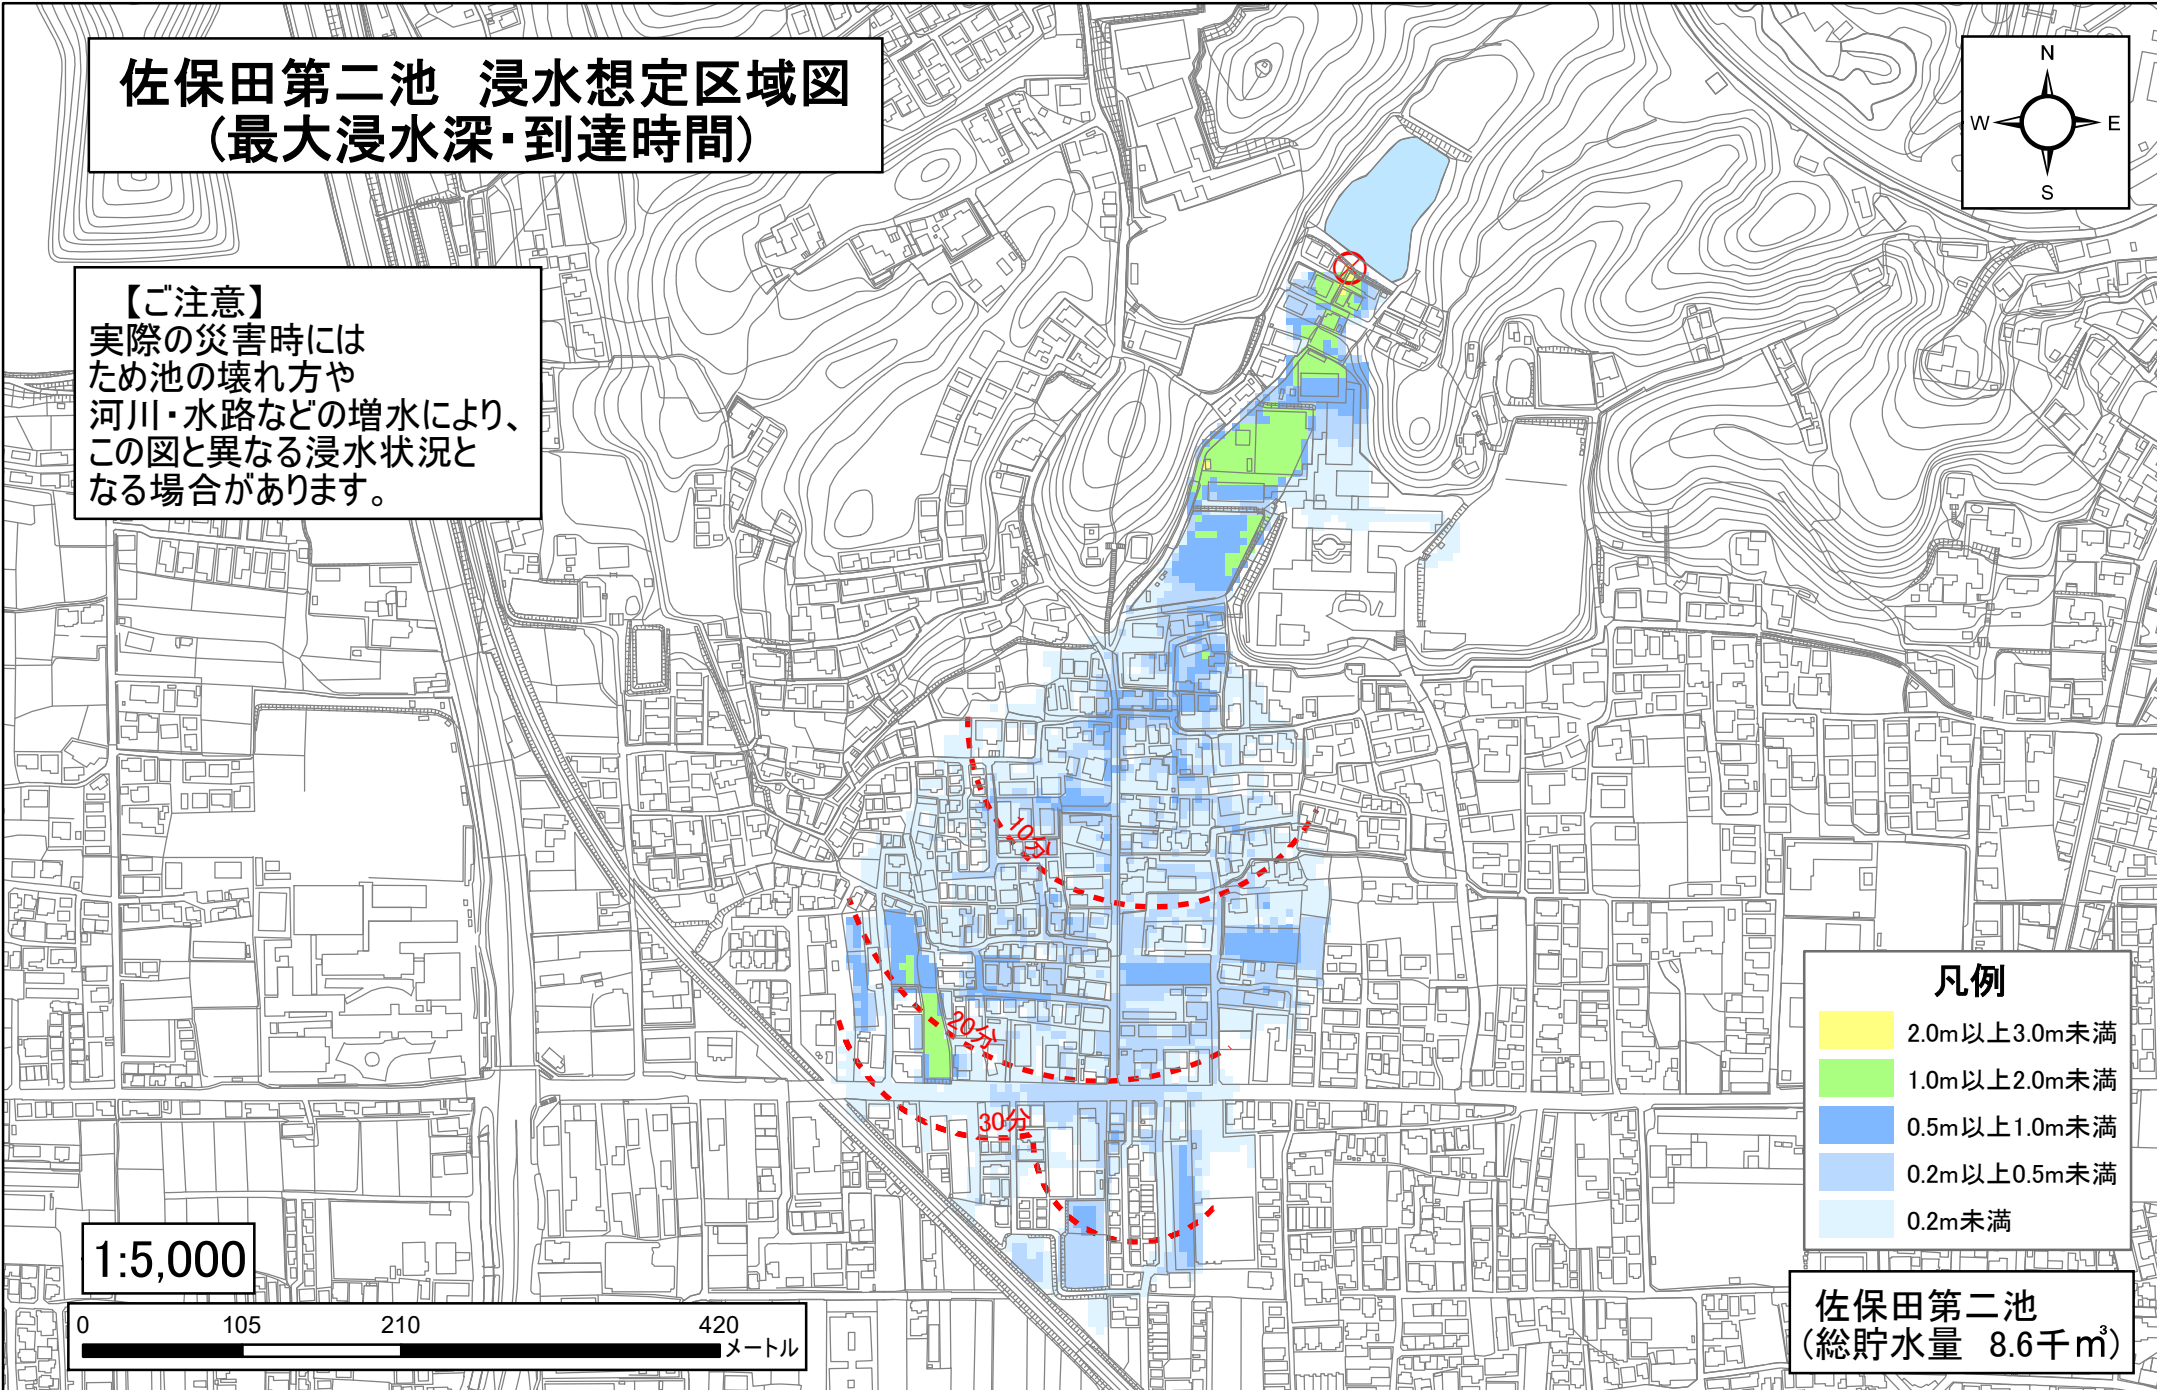 佐保田第二池　浸水想定区域図
(最大浸水深・到達時間)
N
W
E
S
【ご注意】
実際の災害時には
ため池の壊れ方や
河川・水路などの増水により、
この図と異なる浸水状況と
なる場合があります。
10分
20分
30分
凡例
2.0m以上3.0m未満
1.0m以上2.0m未満
0.5m以上1.0m未満
0.2m以上0.5m未満
0.2m未満
1:5,000
0 105 210 420
メートル
佐保田第二池
(総貯水量　8.6千㎥)